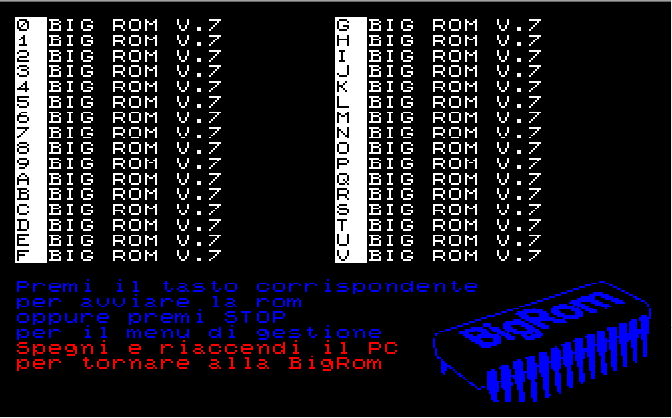 0 BIG ROM V.7
1 BIG ROM V.7
2 BIG ROM V.7
3 BIG ROM V.7
4 BIG ROM V.7
5 BIG ROM V.7
6 BIG ROM V.7
7 BIG ROM V.7
8 BIG ROM V.7
9 BIG ROM V.7
A BIG ROM V.7
B BIG ROM V.7
C BIG ROM V.7
D BIG ROM V.7
E BIG ROM V.7
F BIG ROM V.7
G BIG ROM V.7
H BIG ROM V.7
I BIG ROM V.7
J BIG ROM V.7
K BIG ROM V.7
L BIG ROM V.7
M BIG ROM V.7
N BIG ROM V.7
O BIG ROM V.7
P BIG ROM V.7
Q BIG ROM V.7
R BIG ROM V.7
S BIG ROM V.7
T BIG ROM V.7
U BIG ROM V.7
V BIG ROM V.7
Premi il tasto corrispondente
per avviare la rom
oppure premi STOP
per il menu di gestione
Spegni e riaccendi il PC
per tornare alla BigRom
BigRom